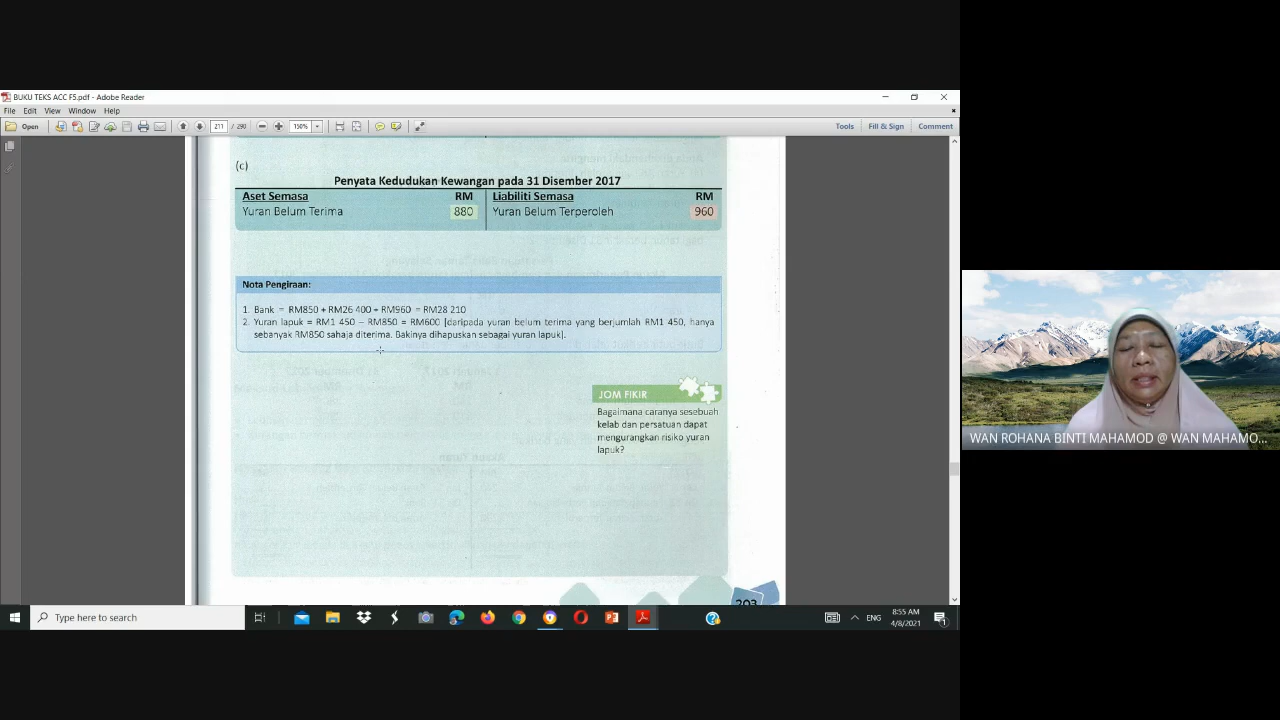 BUKU TEKS ACC F5.pdf - Adobe Reader
File Edit View Window Help
Open 211 / 290 150% Tools Fill & Sign Comment
(c)
Penyata Kedudukan Kewangan pada 31 Disember 2017
Aset Semasa RM Liabiliti Semasa RM
Yuran Belum Terima 880 Yuran Belum Terperoleh 960
Nota Pengiraan:
1. Bank = RM850 + RM26 400 + RM960 = RM28 210
2. Yuran lapuk = RM1 450 – RM850 = RM600 [daripada yuran belum terima yang berjumlah RM1 450, hanya
sebanyak RM850 sahaja diterima. Bakinya dihapuskan sebagai yuran lapuk].
JOM FIKIR
Bagaimana caranya sesebuah
kelab dan persatuan dapat
mengurangkan risiko yuran
lapuk?
203
WAN ROHANA BINTI MAHAMOD @ WAN MAHAMO...
Type here to search
ENG
8:55 AM
4/8/2021